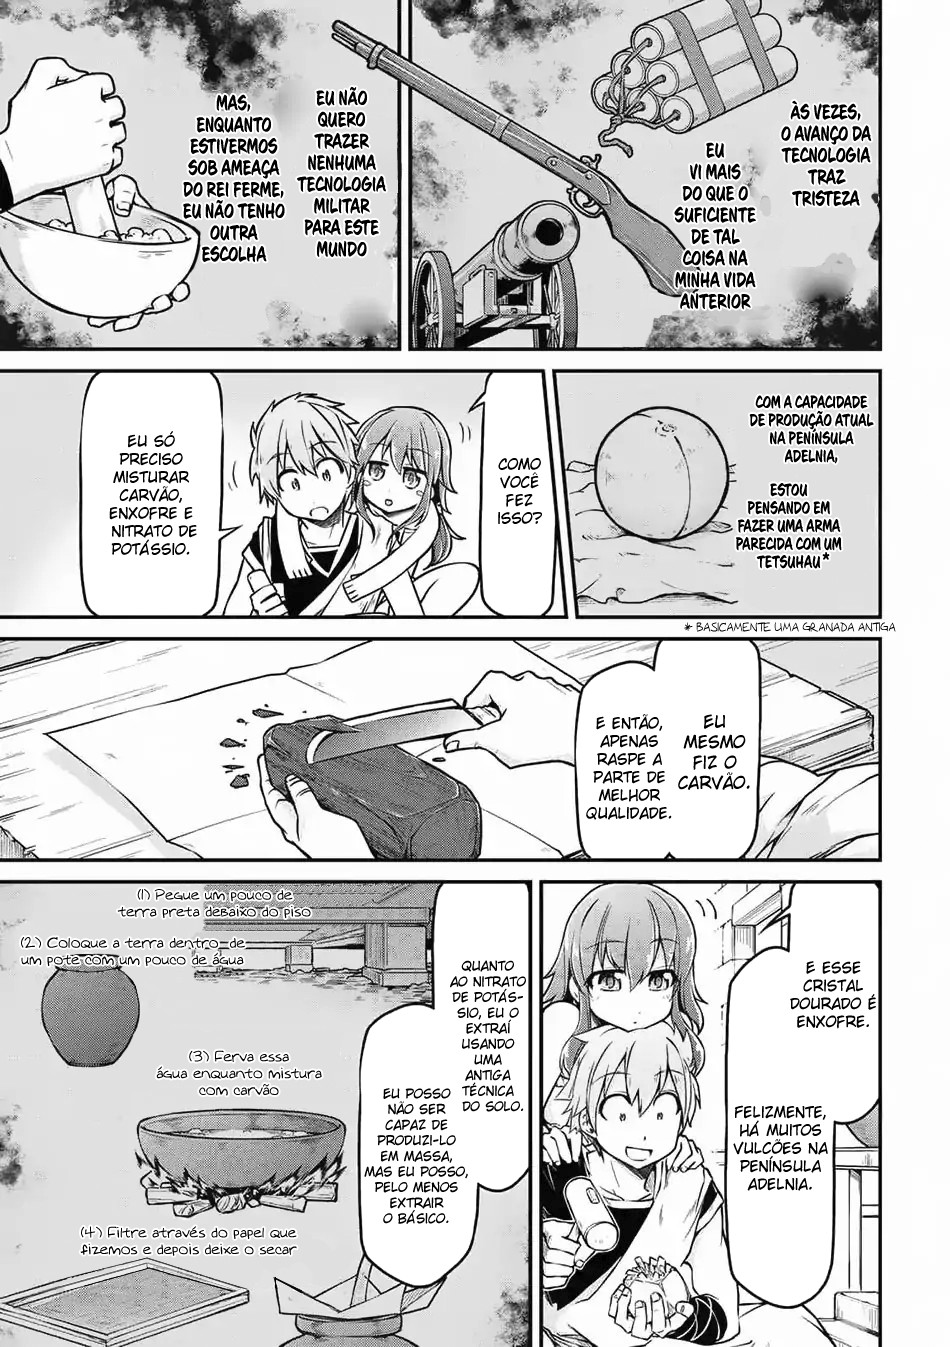 ÀS VEZES,
O AVANÇO DA
TECNOLOGIA
TRAZ
TRISTEZA
EU
VI MAIS
DO QUE O
SUFICIENTE
DE TAL
COISA NA
MINHA VIDA
ANTERIOR
EU NÃO
QUERO
TRAZER
NENHUMA
TECNOLOGIA
MILITAR
PARA ESTE
MUNDO
MAS,
ENQUANTO
ESTIVERMOS
SOB AMEAÇA
DO REI FERME,
EU NÃO TENHO
OUTRA
ESCOLHA
COM A CAPACIDADE
DE PRODUÇÃO ATUAL
NA PENÍNSULA
ADELNIA,
ESTOU
PENSANDO EM
FAZER UMA ARMA
PARECIDA COM UM
TETSUHAU*
* BASICAMENTE UMA GRANADA ANTIGA
COMO
VOCÊ
FEZ
ISSO?
EU SÓ
PRECISO
MISTURAR
CARVÃO,
ENXOFRE E
NITRATO DE
POTÁSSIO.
EU
MESMO
FIZ O
CARVÃO.
E ENTÃO,
APENAS
RASPE A
PARTE DE
MELHOR
QUALIDADE.
E ESSE
CRISTAL
DOURADO É
ENXOFRE.
FELIZMENTE,
HÁ MUITOS
VULCÕES NA
PENÍNSULA
ADELNIA.
QUANTO
AO NITRATO
DE POTÁS-
SIO, EU O
EXTRAÍ
USANDO
UMA
ANTIGA
TÉCNICA
DO SOLO.
EU POSSO
NÃO SER
CAPAZ DE
PRODUZI-LO
EM MASSA,
MAS EU POSSO,
PELO MENOS
EXTRAIR
O BÁSICO.
(1) Pegue um pouco de
terra preta debaixo do piso
(2) Coloque a terra dentro de
um pote com um pouco de água
(3) Ferva essa
água enquanto mistura
com carvão
(4) Filtre através do papel que
fizemos e depois deixe o secar